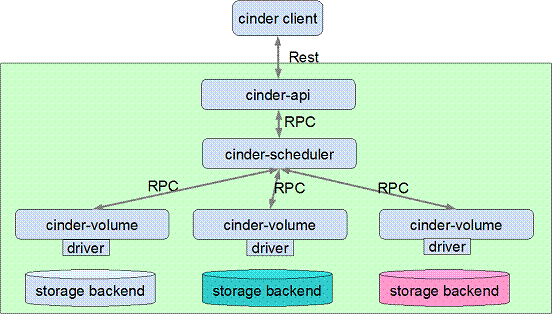 cinder client
Rest
cinder-api
RPC
cinder-scheduler
RPC
RPC
RPC
cinder-volume
cinder-volume
cinder-volume
driver
driver
driver
storage backend
storage backend
storage backend